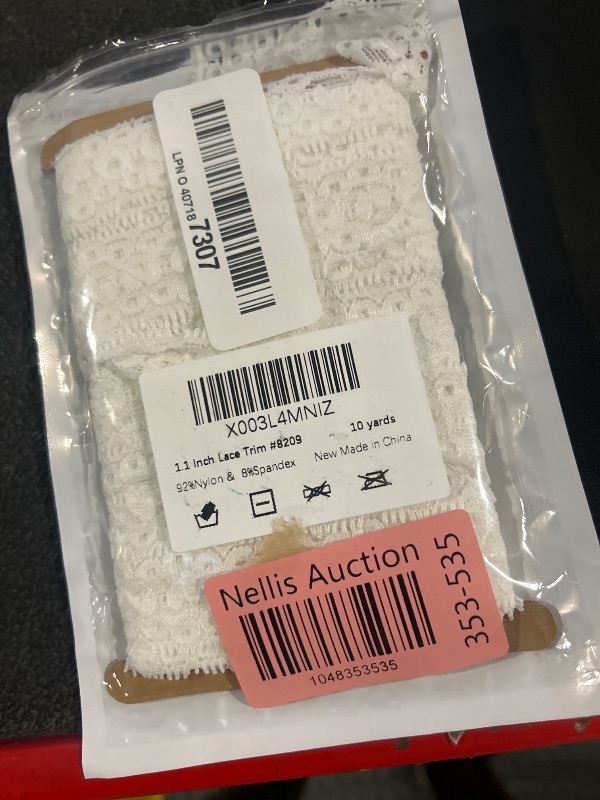 LPN O 40718 7307
X003L4MNIZ
1.1 Inch Lace Trim #8209 10 yards
92%Nylon & 8%Spandex New Made in China
Nellis Auction
353-535
1048353535